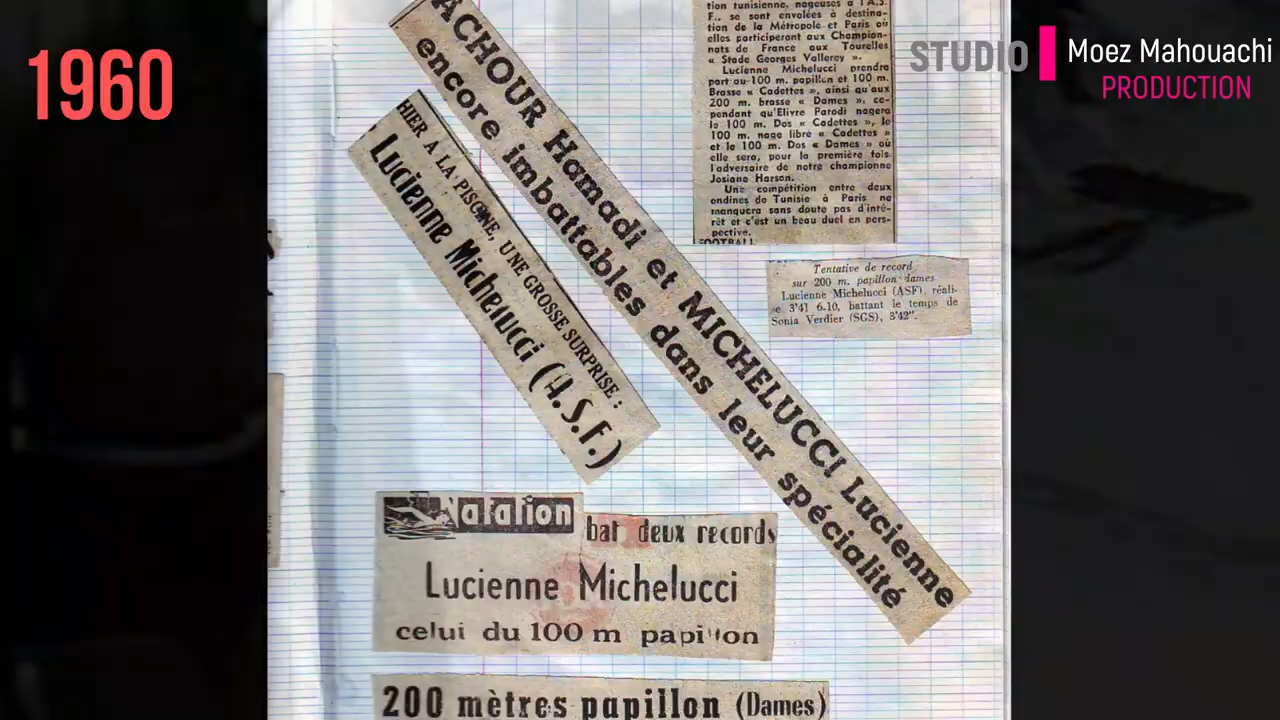 1960
STUDIO
Moez Mahouachi
PRODUCTION
ACHOUR Hamadi et MICHELUCCI Lucienne
encore imbattables dans leur spécialité
HIER A LA PISCINE, UNE GROSSE SURPRISE :
Lucienne Michelucci (A.S.F.)
tion tunisienne, nageuses à l'A.S.
F., se sont envolées à destina-
tion de la Métropole et Paris où
elles participeront aux Champion-
nats de France aux Tourelles
« Stade Georges Vallerey ».
Lucienne Michelucci prendra
part au 100 m. papillon et 100 m.
Brasse « Cadettes », ainsi qu'aux
200 m. brasse « Dames », ce-
pendant qu'Elivre Parodi nagera
le 100 m. Dos « Cadettes », le
100 m. nage libre « Cadettes »
et le 100 m. Dos « Dames » où
elle sera, pour la première fois
l'adversaire de notre championne
Josiane Harson.
Une compétition entre deux
ondines de Tunisie à Paris ne
manquera sans doute pas d'inté-
rêt et c'est un beau duel en pers-
pective.
FOOTBALL
Tentative de record
sur 200 m. papillon dames
Lucienne Michelucci (ASF), réali-
se 3'41 6.10, battant le temps de
Sonia Verdier (SGS), 3'42".
Natation
bat deux records
Lucienne Michelucci
celui du 100 m papillon
200 mètres papillon (Dames)